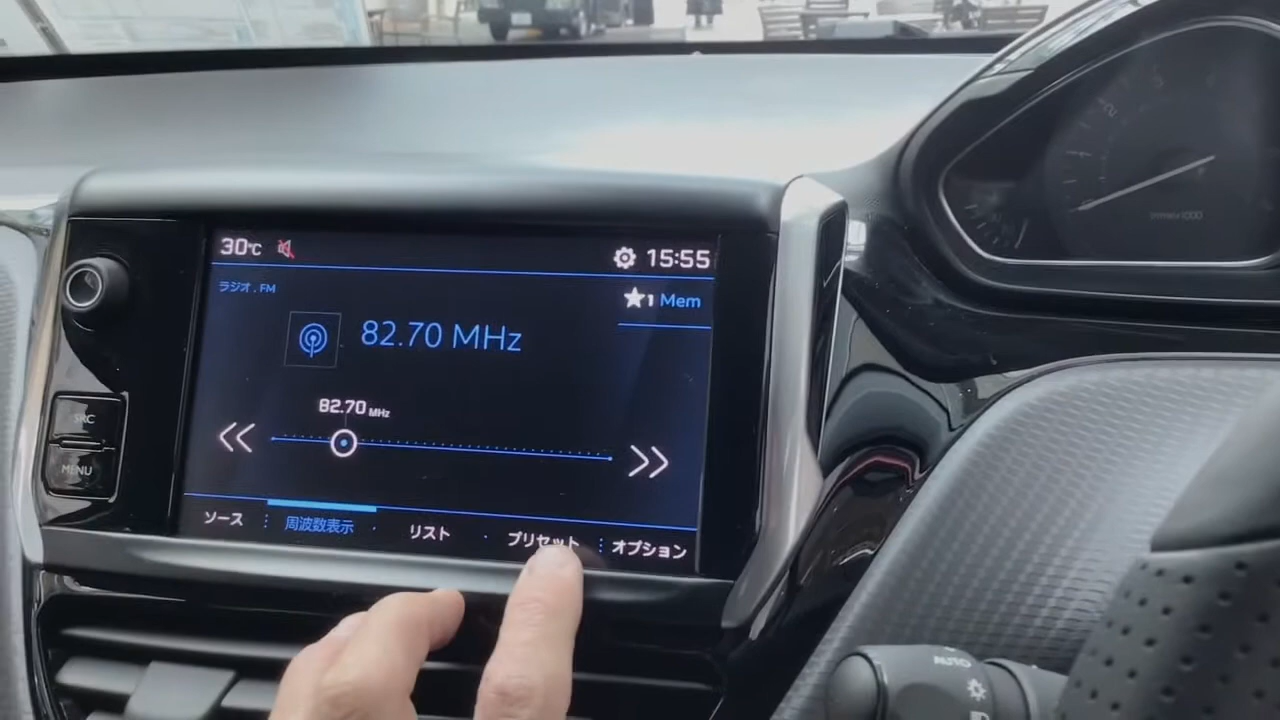 30℃
15:55
ラジオ . FM
1 Mem
82.70 MHz
82.70 MHz
ソース
周波数表示
リスト
プリセット
オプション
SRC
MENU
AUTO